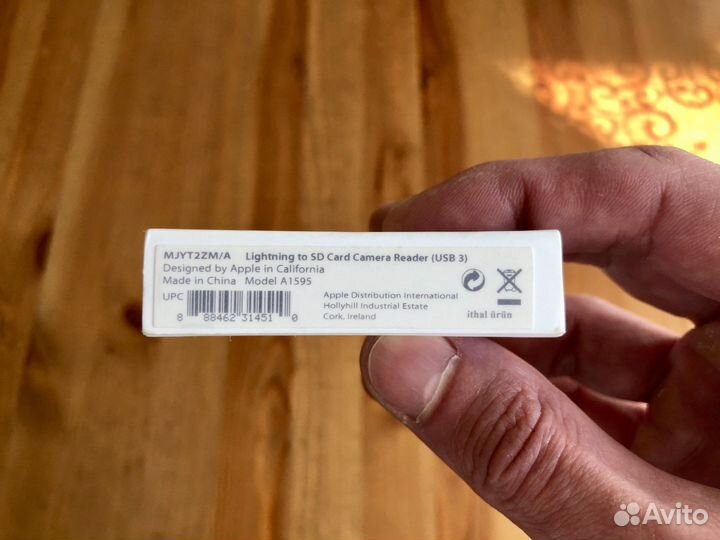 MJYT2ZM/A Lightning to SD Card Camera Reader (USB 3)
Designed by Apple in California
Made in China Model A1595
UPC
8 88462 31451 0
Apple Distribution International
Hollyhill Industrial Estate
Cork, Ireland
ithal ürün
Avito